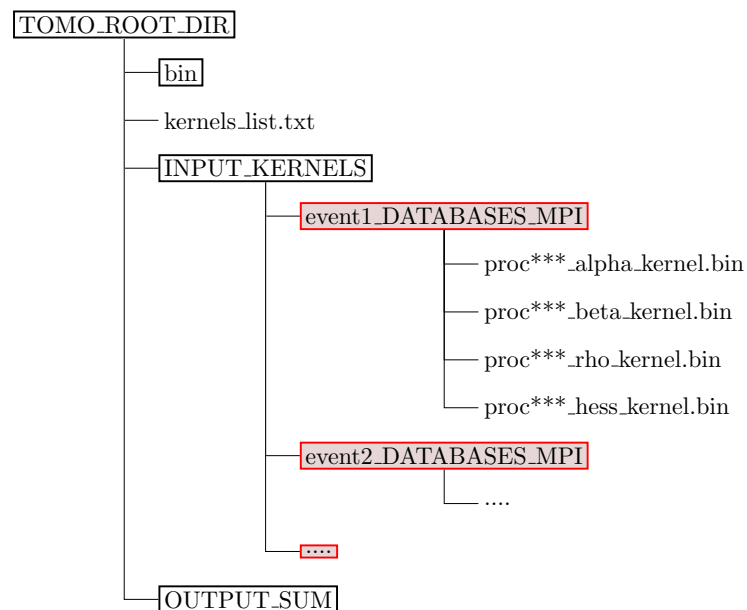 TOMO_ROOT_DIR
bin
kernels_list.txt
INPUT_KERNELS
event1_DATABASES_MPI
proc***_alpha_kernel.bin
proc***_beta_kernel.bin
proc***_rho_kernel.bin
proc***_hess_kernel.bin
event2_DATABASES_MPI
....
....
OUTPUT_SUM